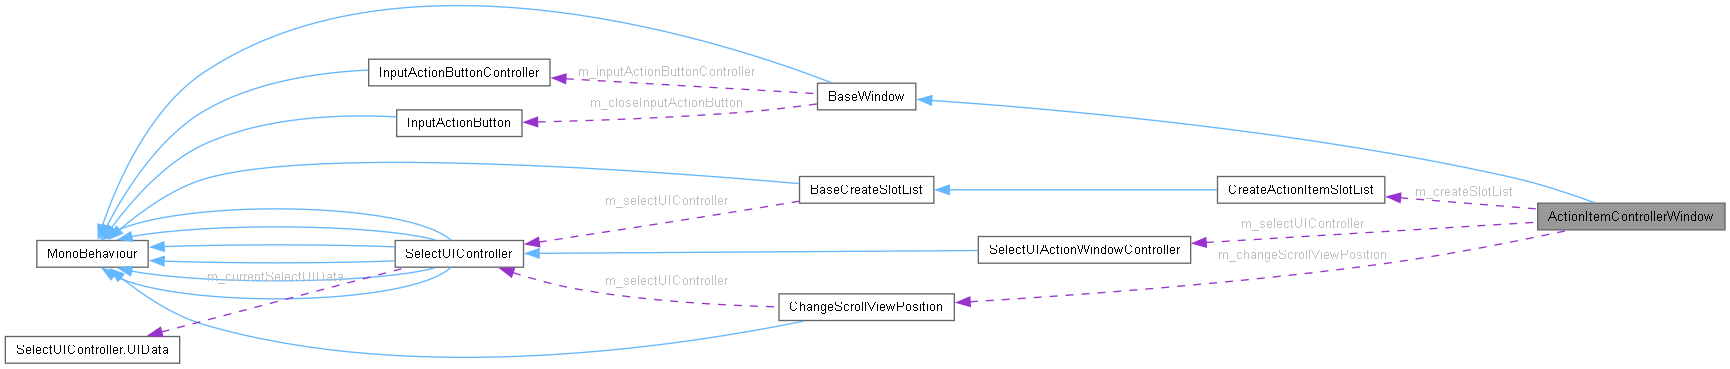 InputActionButtonController
m_inputActionButtonController
BaseWindow
m_closeInputActionButton
InputActionButton
BaseCreateSlotList
CreateActionItemSlotList
m_createSlotList
m_selectUIController
ActionItemControllerWindow
m_selectUIController
MonoBehaviour
SelectUIController
SelectUIActionWindowController
m_changeScrollViewPosition
m_currentSelectUIData
m_selectUIController
ChangeScrollViewPosition
SelectUIController.UIData